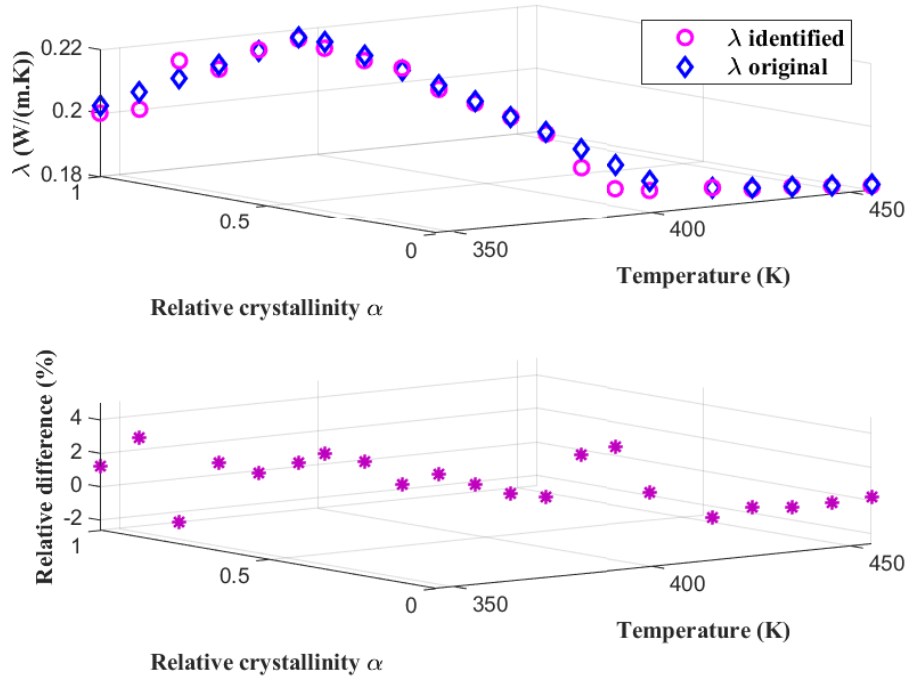 λ identified
λ original
λ (W/(m.K))
0.22
0.2
0.18
1
0.5
0
350
400
450
Temperature (K)
Relative crystallinity α
Relative difference (%)
4
2
0
-2
1
0.5
0
350
400
450
Temperature (K)
Relative crystallinity α